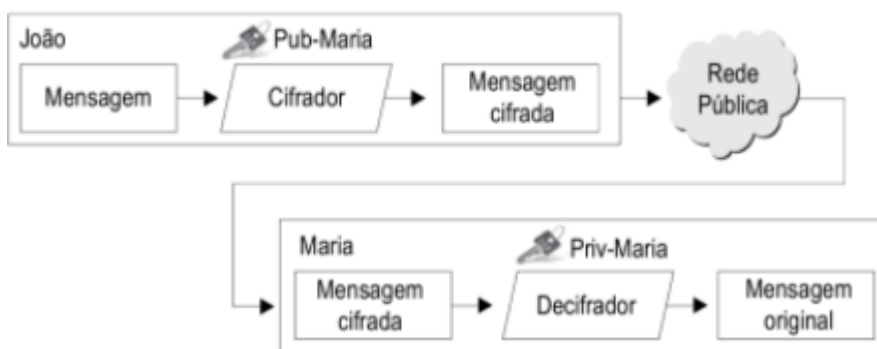 João
Pub-Maria
Mensagem
Cifrador
Mensagem
cifrada
Rede
Pública
Maria
Priv-Maria
Mensagem
cifrada
Decifrador
Mensagem
original